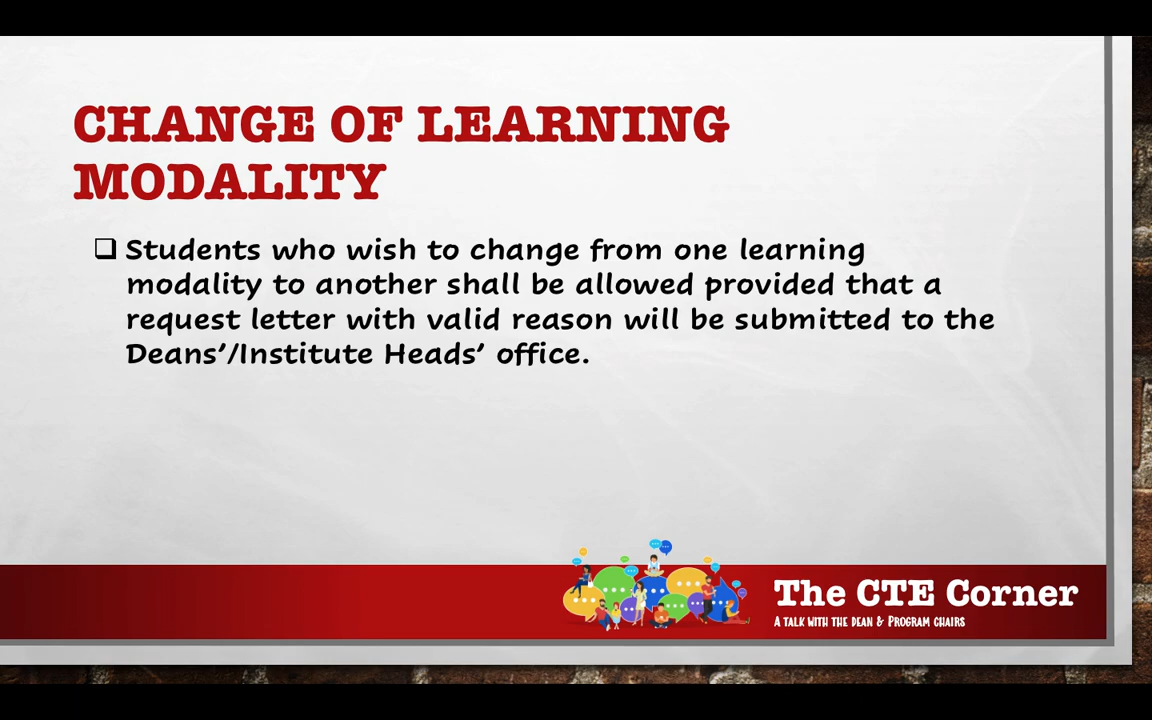 CHANGE OF LEARNING
MODALITY
Students who wish to change from one learning
modality to another shall be allowed provided that a
request letter with valid reason will be submitted to the
Deans’/Institute Heads’ office.
The CTE Corner
A TALK WITH THE DEAN & PROGRAM CHAIRS